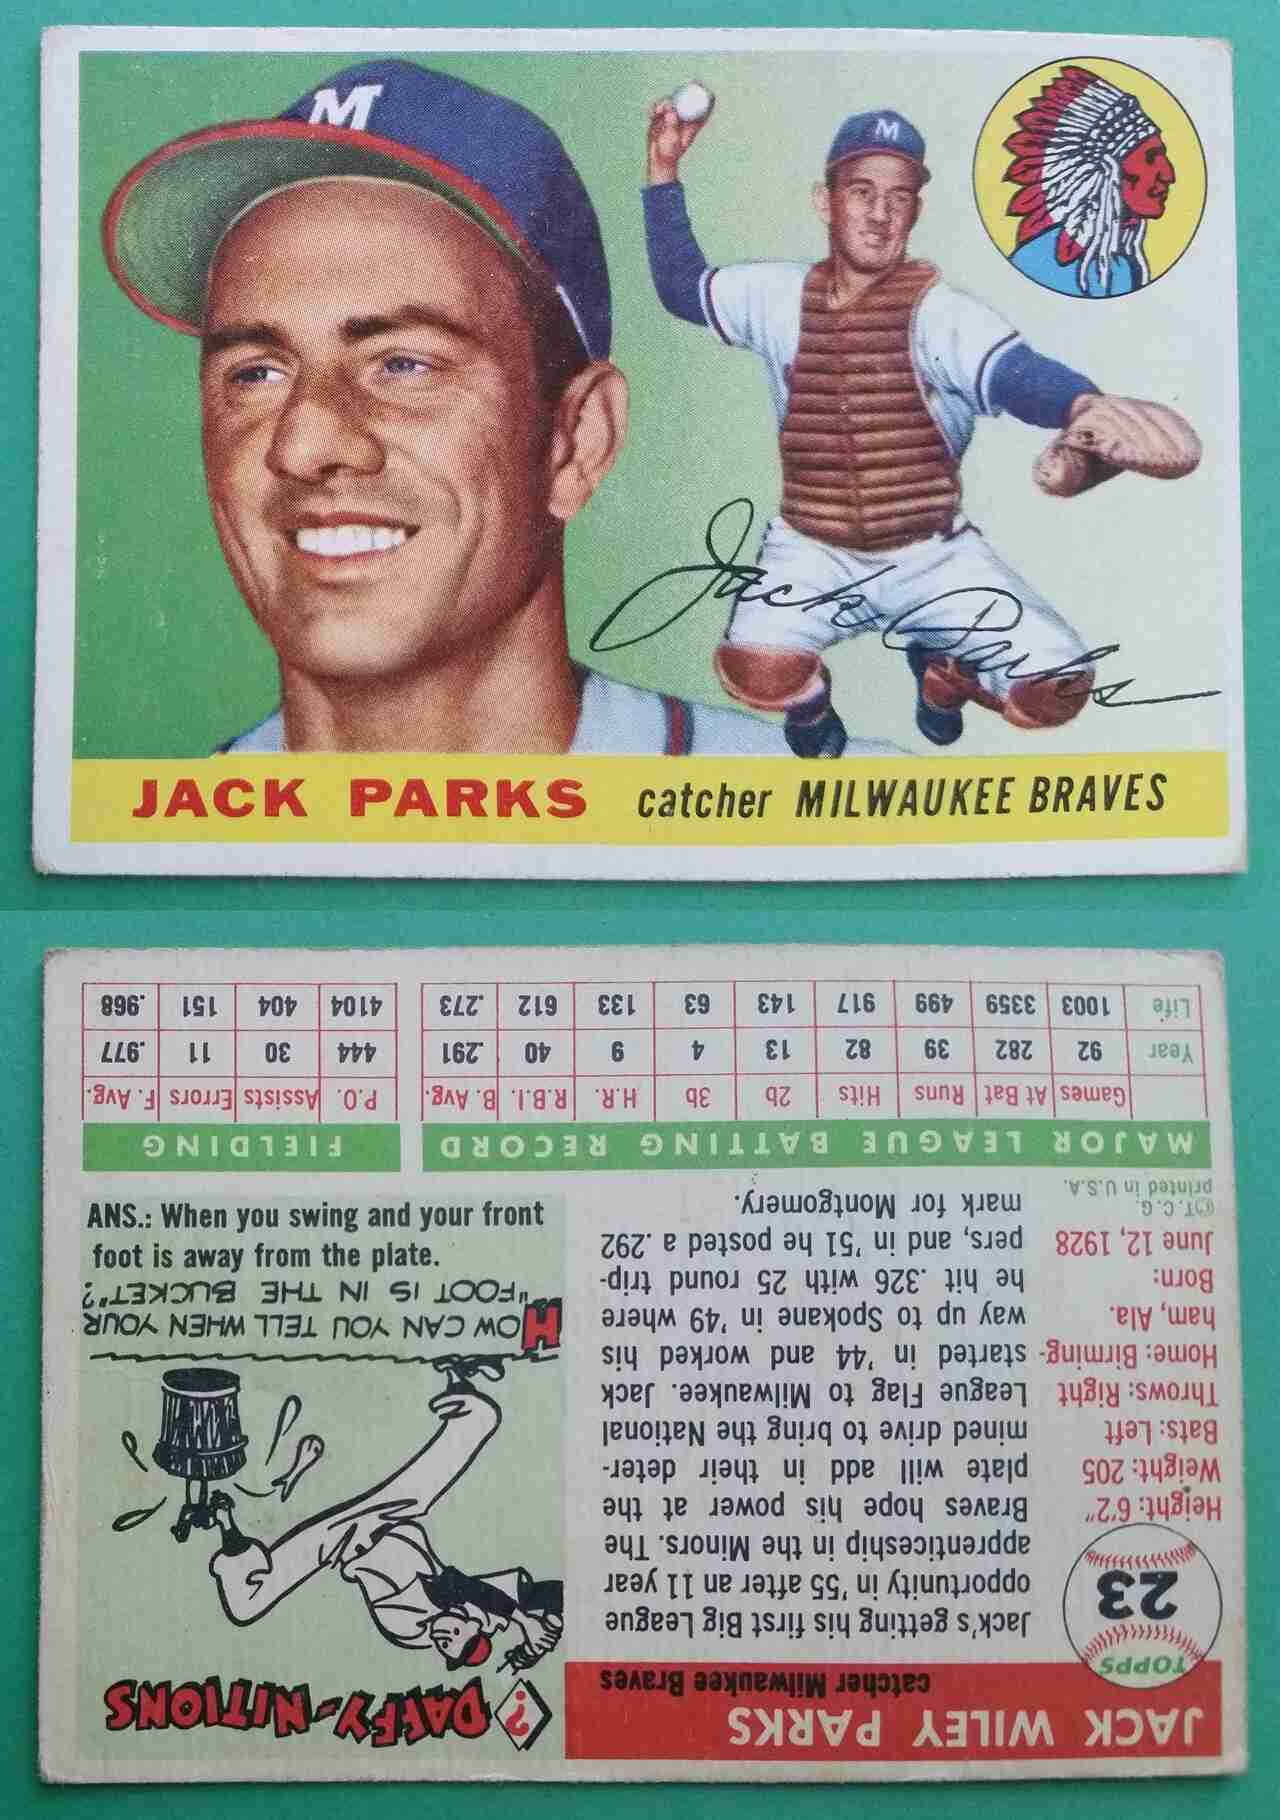 M
M
Jack Parks
JACK PARKS catcher MILWAUKEE BRAVES
JACK WILEY PARKS
catcher Milwaukee Braves
TOPPS
23
Height: 6'2"
Weight: 205
Bats: Left
Throws: Right
Home: Birming-
ham, Ala.
Born:
June 12, 1928
©T.C.G.
printed in U.S.A.
Jack's getting his first Big League
opportunity in '55 after an 11 year
apprenticeship in the Minors. The
Braves hope his power at the
plate will add in their deter-
mined drive to bring the National
League Flag to Milwaukee. Jack
started in '44 and worked his
way up to Spokane in '49 where
he hit .326 with 25 round trip-
pers, and in '51 he posted a .292
mark for Montgomery.
? DAFFY-NITIONS
HOW CAN YOU TELL WHEN YOUR
"FOOT IS IN THE BUCKET"?
ANS.: When you swing and your front
foot is away from the plate.
MAJOR LEAGUE BATTING RECORD FIELDING
Games At Bat Runs Hits 2b 3b H.R. R.B.I. B. Avg. P.O. Assists Errors F. Avg.
Year 92 282 39 82 13 4 9 40 .291 444 30 11 .977
Life 1003 3359 499 917 143 63 133 612 .273 4104 404 151 .968